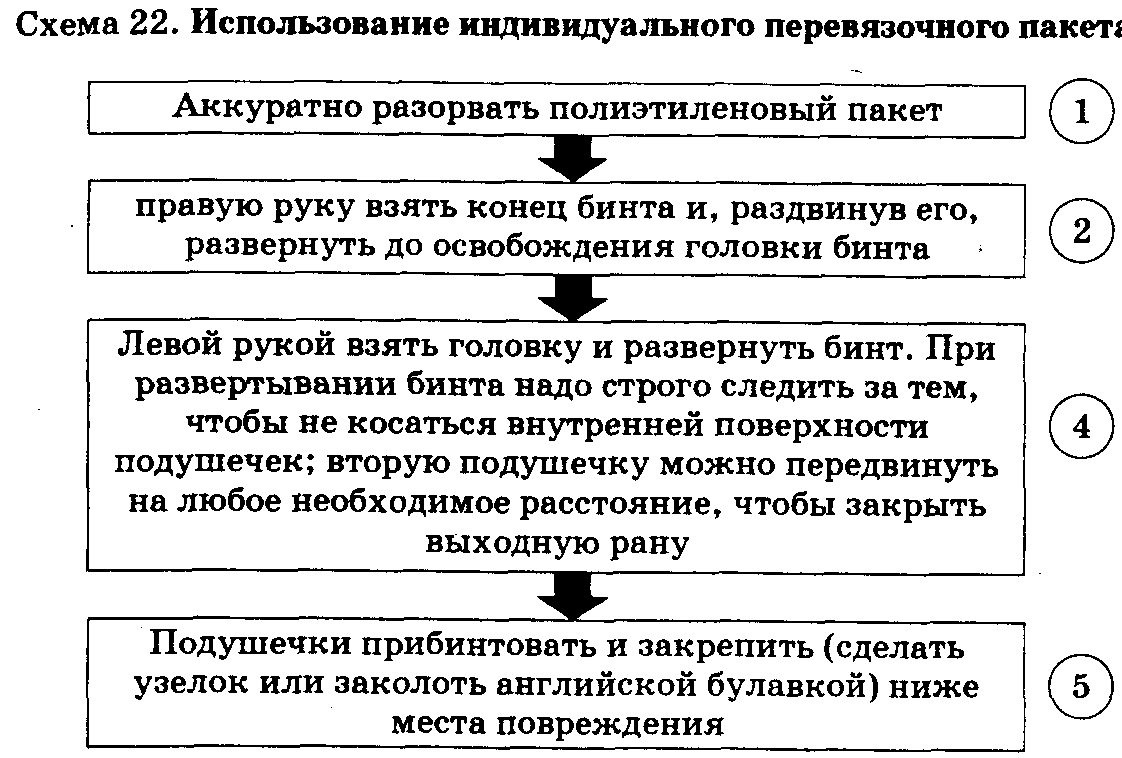 Схема 22. Использование индивидуального перевязочного пакета
Аккуратно разорвать полиэтиленовый пакет
1
правую руку взять конец бинта и, раздвинув его,
развернуть до освобождения головки бинта
2
Левой рукой взять головку и развернуть бинт. При
развертывании бинта надо строго следить за тем,
чтобы не косаться внутренней поверхности
подушечек; вторую подушечку можно передвинуть
на любое необходимое расстояние, чтобы закрыть
выходную рану
4
Подушечки прибинтовать и закрепить (сделать
узелок или заколоть английской булавкой) ниже
места повреждения
5